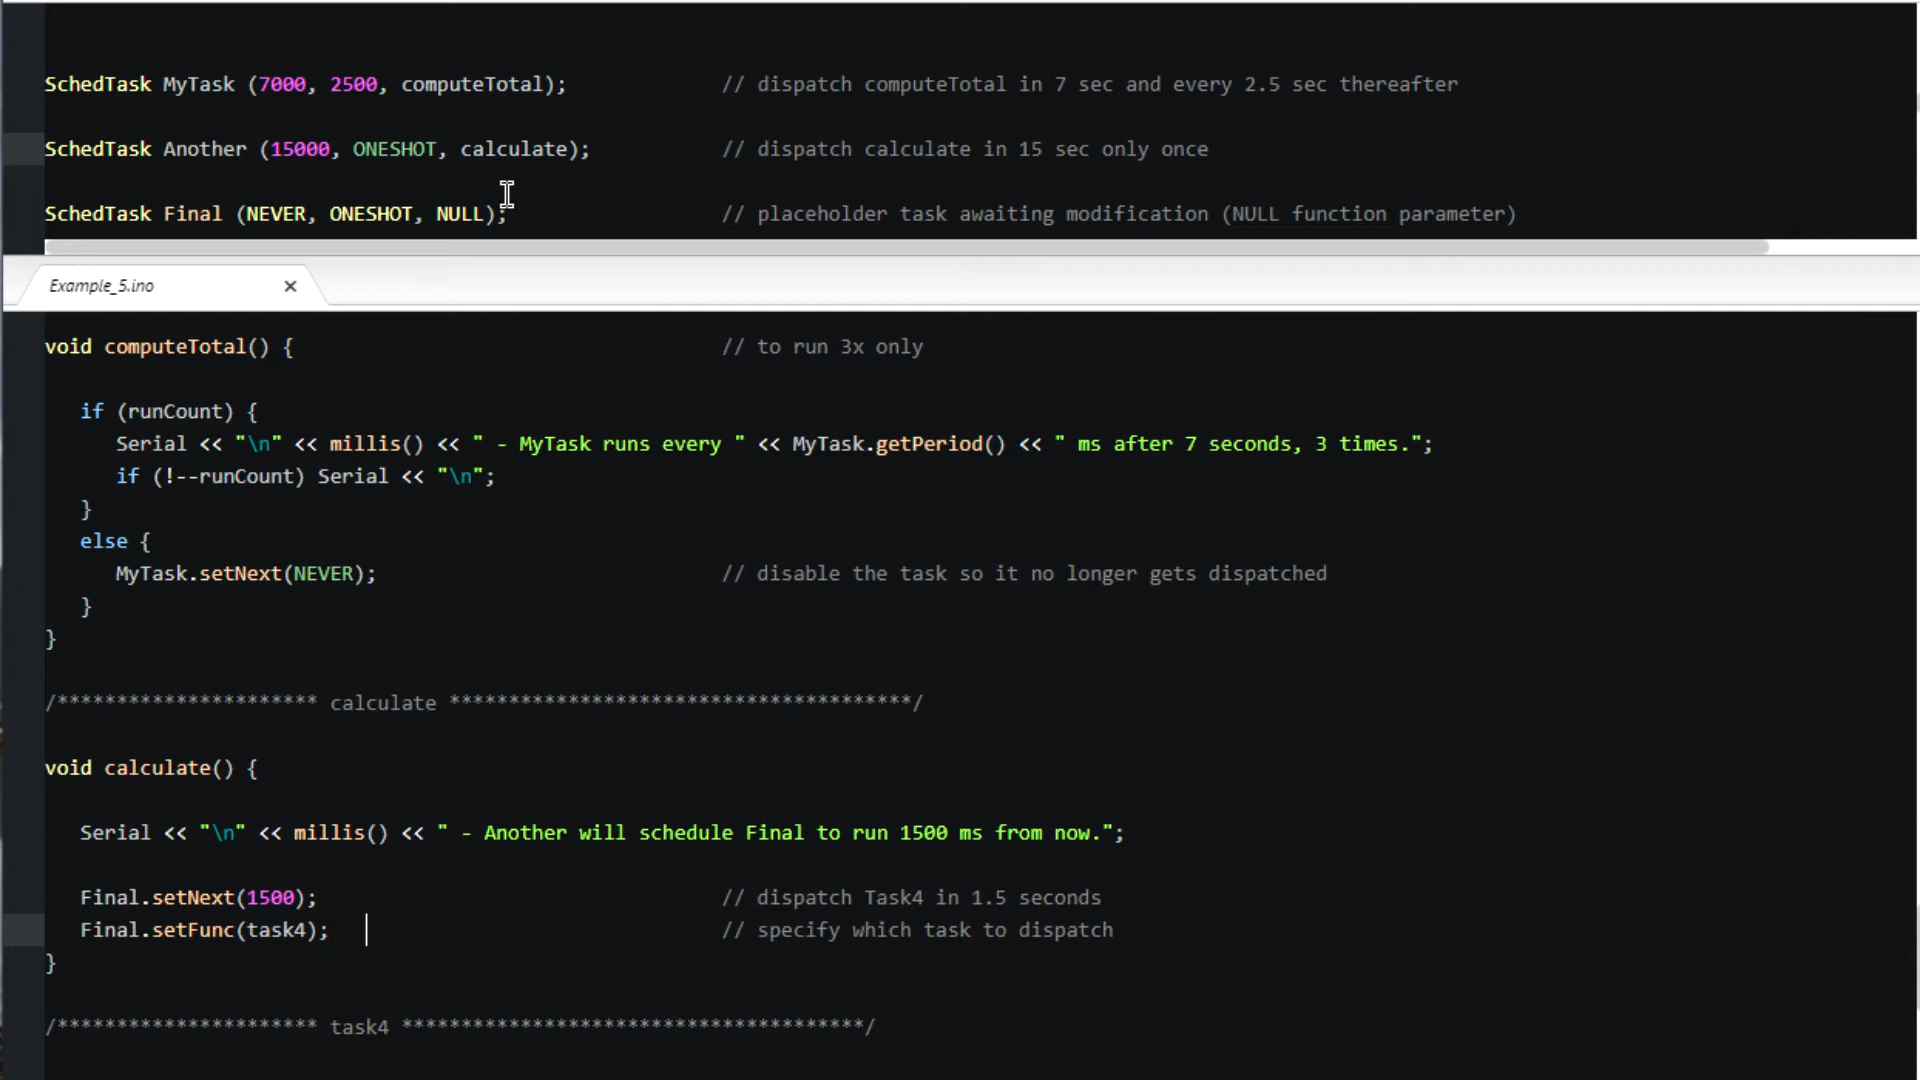 SchedTask MyTask (7000, 2500, computeTotal);             // dispatch computeTotal in 7 sec and every 2.5 sec thereafter
SchedTask Another (15000, ONESHOT, calculate);           // dispatch calculate in 15 sec only once
SchedTask Final (NEVER, ONESHOT, NULL);                  // placeholder task awaiting modification (NULL function parameter)
Example_5.ino ×
void computeTotal() {                                    // to run 3x only
   if (runCount) {
      Serial << "\n" << millis() << " - MyTask runs every " << MyTask.getPeriod() << " ms after 7 seconds, 3 times.";
      if (!--runCount) Serial << "\n";
   }
   else {
      MyTask.setNext(NEVER);                             // disable the task so it no longer gets dispatched
   }
}
/********************** calculate ***************************************/
void calculate() {
   Serial << "\n" << millis() << " - Another will schedule Final to run 1500 ms from now.";
   Final.setNext(1500);                                  // dispatch Task4 in 1.5 seconds
   Final.setFunc(task4);                                 // specify which task to dispatch
}
/********************** task4 ***************************************/